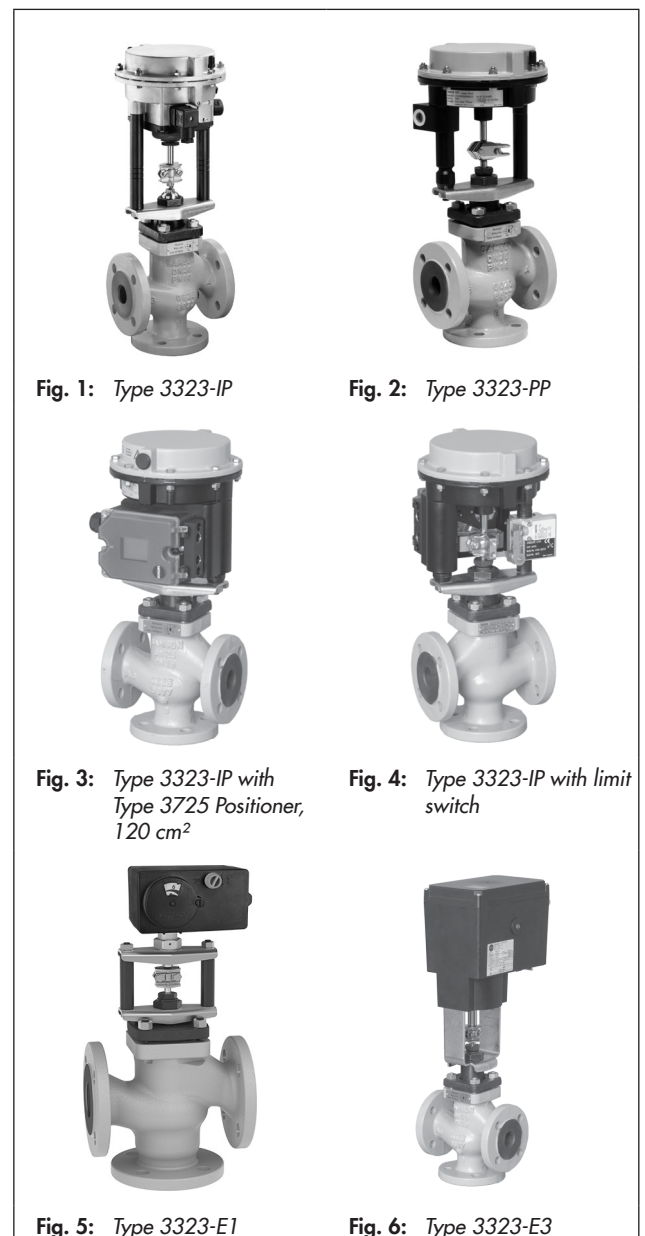 Fig. 1: Type 3323-IP
Fig. 2: Type 3323-PP
Fig. 3: Type 3323-IP with
Type 3725 Positioner,
120 cm²
Fig. 4: Type 3323-IP with limit
switch
Fig. 5: Type 3323-E1
Fig. 6: Type 3323-E3